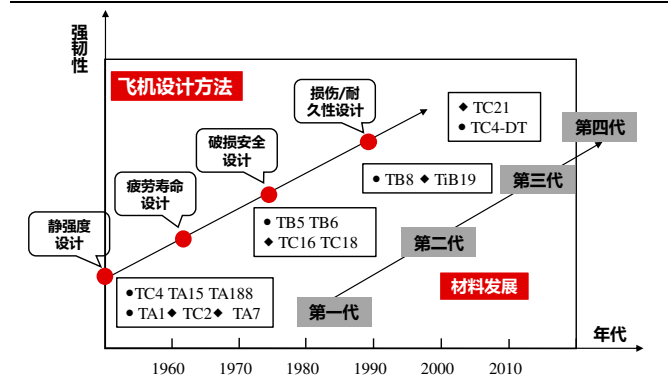 强韧性
飞机设计方法
损伤/耐
久性设计
◆ TC21
● TC4-DT
第四代
破损安全
设计
● TB8 ◆ TiB19
第三代
疲劳寿命
设计
● TB5 TB6
◆ TC16 TC18
第二代
静强度
设计
●TC4 TA15 TA188
● TA1◆ TC2◆ TA7
第一代
材料发展
年代
1960 1970 1980 1990 2000 2010